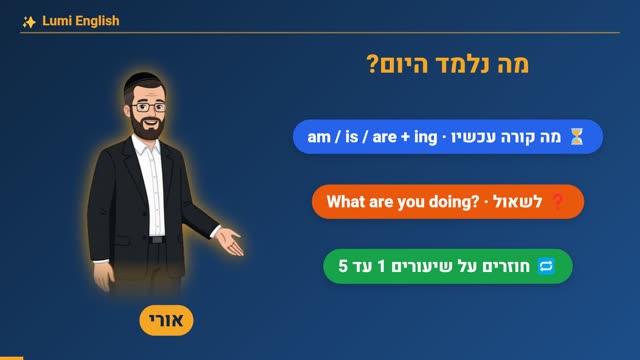 Lumi English
מה נלמד היום?
מה קורה עכשיו · am / is / are + ing
לשאול · What are you doing?
חוזרים על שיעורים 1 עד 5
אורי